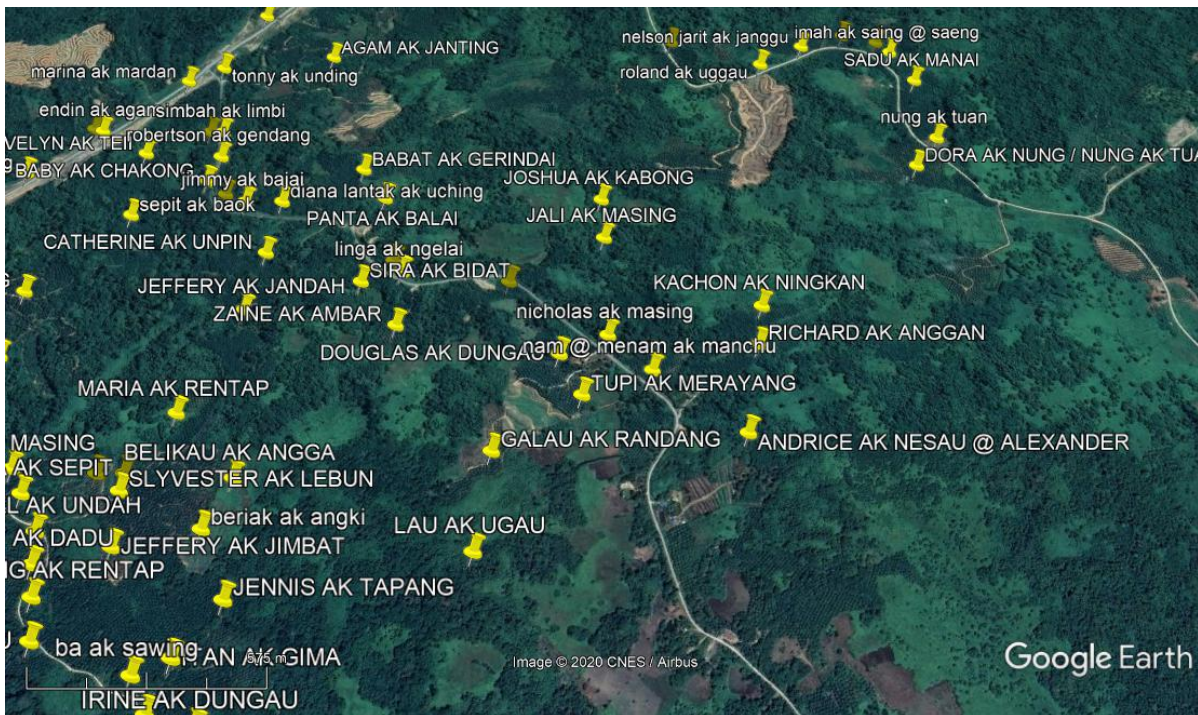 AGAM AK JANTING
nelson jarit ak janggu
imah ak saing @ saeng
marina ak mardan
tonny ak unding
roland ak uggau
SADU AK MANAI
endin ak agan
simbah ak limbi
nung ak tuan
robertson ak gendang
VELYN AK TEII
BABY AK CHAKONG
BABAT AK GERINDAI
DORA AK NUNG / NUNG AK TUA
jimmy ak bajai
diana lantak ak uching
JOSHUA AK KABONG
sepit ak baok
PANTA AK BALAI
JALI AK MASING
CATHERINE AK UNPIN
linga ak ngelai
SIRA AK BIDAT
JEFFERY AK JANDAH
KACHON AK NINGKAN
ZAINE AK AMBAR
nicholas ak masing
RICHARD AK ANGGAN
DOUGLAS AK DUNGAU
nam @ menam ak manchu
MARIA AK RENTAP
TUPI AK MERAYANG
MASING
BELIKAU AK ANGGA
GALAU AK RANDANG
ANDRICE AK NESAU @ ALEXANDER
AK SEPIT
SLYVESTER AK LEBUN
L AK UNDAH
beriak ak angki
LAU AK UGAU
AK DADU
JEFFERY AK JIMBAT
NG AK RENTAP
JENNIS AK TAPANG
ba ak sawing
AN AK GIMA
575 m
Image © 2020 CNES / Airbus
Google Earth
IRINE AK DUNGAU